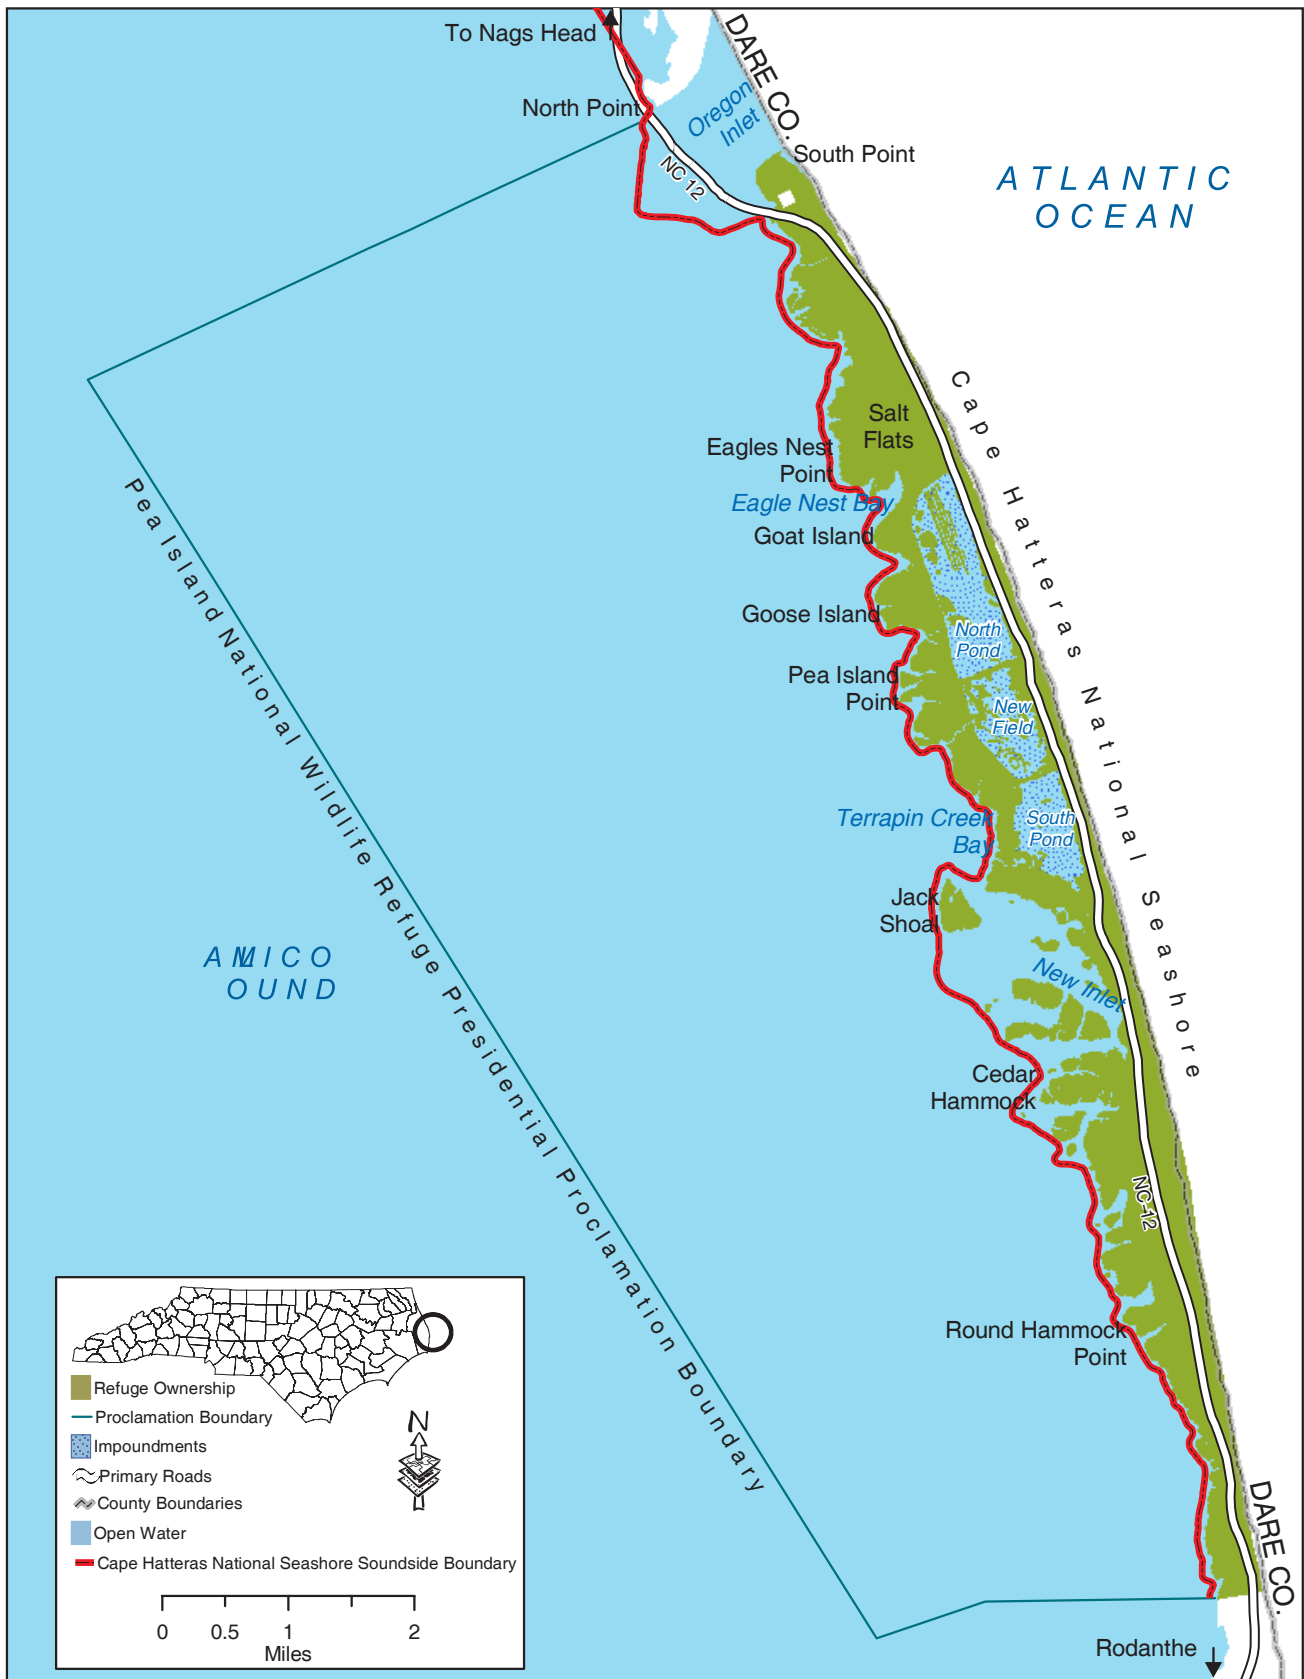 To Nags Head
DARE CO.
North Point
Oregon
Inlet
South Point
NC 12
ATLANTIC
OCEAN
Cape Hatteras National Seashore
Salt
Flats
Eagles Nest
Point
Eagle Nest Bay
Goat Island
Pea Island National Wildlife Refuge Presidential Proclamation Boundary
Goose Island
North
Pond
Pea Island
Point
New
Field
Terrapin Creek
Bay
South
Pond
Jack
Shoal
OUND
New Inlet
Cedar
Hammock
NC-12
Round Hammock
Point
Refuge Ownership
Proclamation Boundary
Impoundments
Primary Roads
County Boundaries
Open Water
Cape Hatteras National Seashore Soundside Boundary
N
0 0.5 1 2
Miles
DARE CO.
Rodanthe